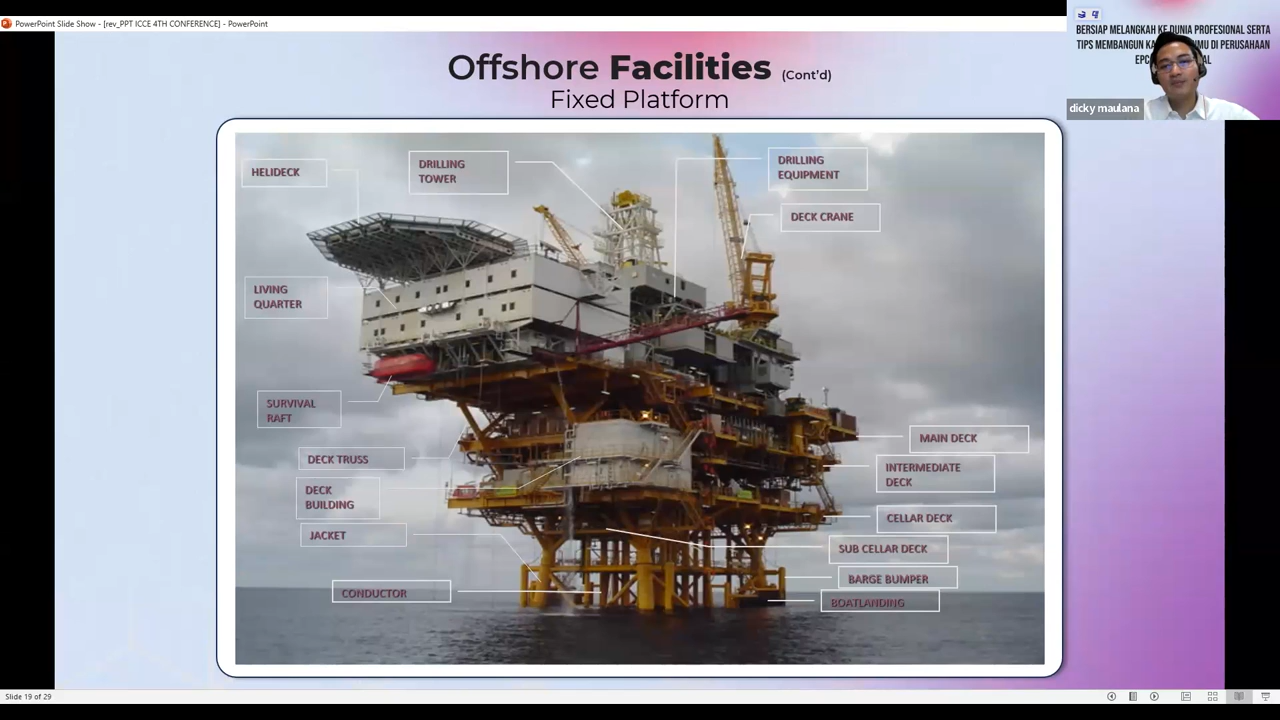 PowerPoint Slide Show - [rev_PPT ICCE 4TH CONFERENCE] - PowerPoint
BERSIAP MELANGKAH KE DUNIA PROFESIONAL SERTA
TIPS MEMBANGUN DI PERUSAHAAN
dicky maulana
Offshore Facilities (Cont'd)
Fixed Platform
HELIDECK
DRILLING
TOWER
DRILLING
EQUIPMENT
DECK CRANE
LIVING
QUARTER
SURVIVAL
RAFT
DECK TRUSS
DECK
BUILDING
JACKET
CONDUCTOR
MAIN DECK
INTERMEDIATE
DECK
CELLAR DECK
SUB CELLAR DECK
BARGE BUMPER
BOATLANDING
Slide 19 of 29